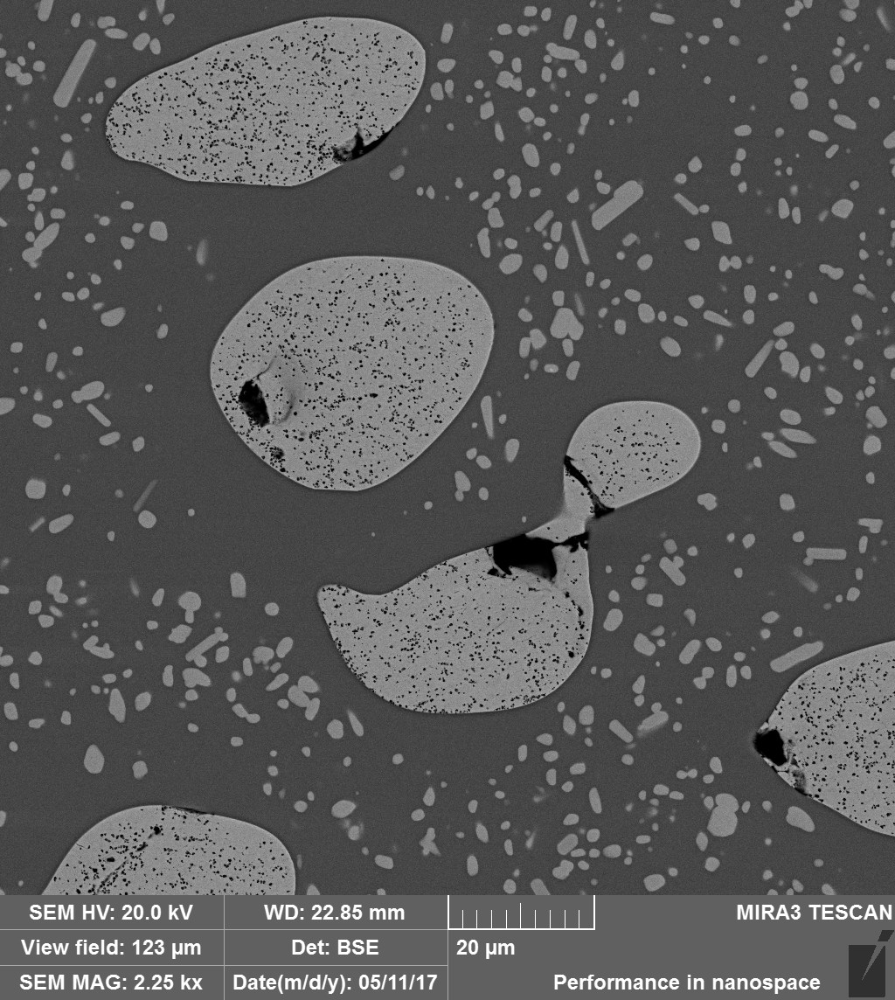 SEM HV: 20.0 kV
WD: 22.85 mm
MIRA3 TESCAN
View field: 123 µm
Det: BSE
20 µm
SEM MAG: 2.25 kx
Date(m/d/y): 05/11/17
Performance in nanospace